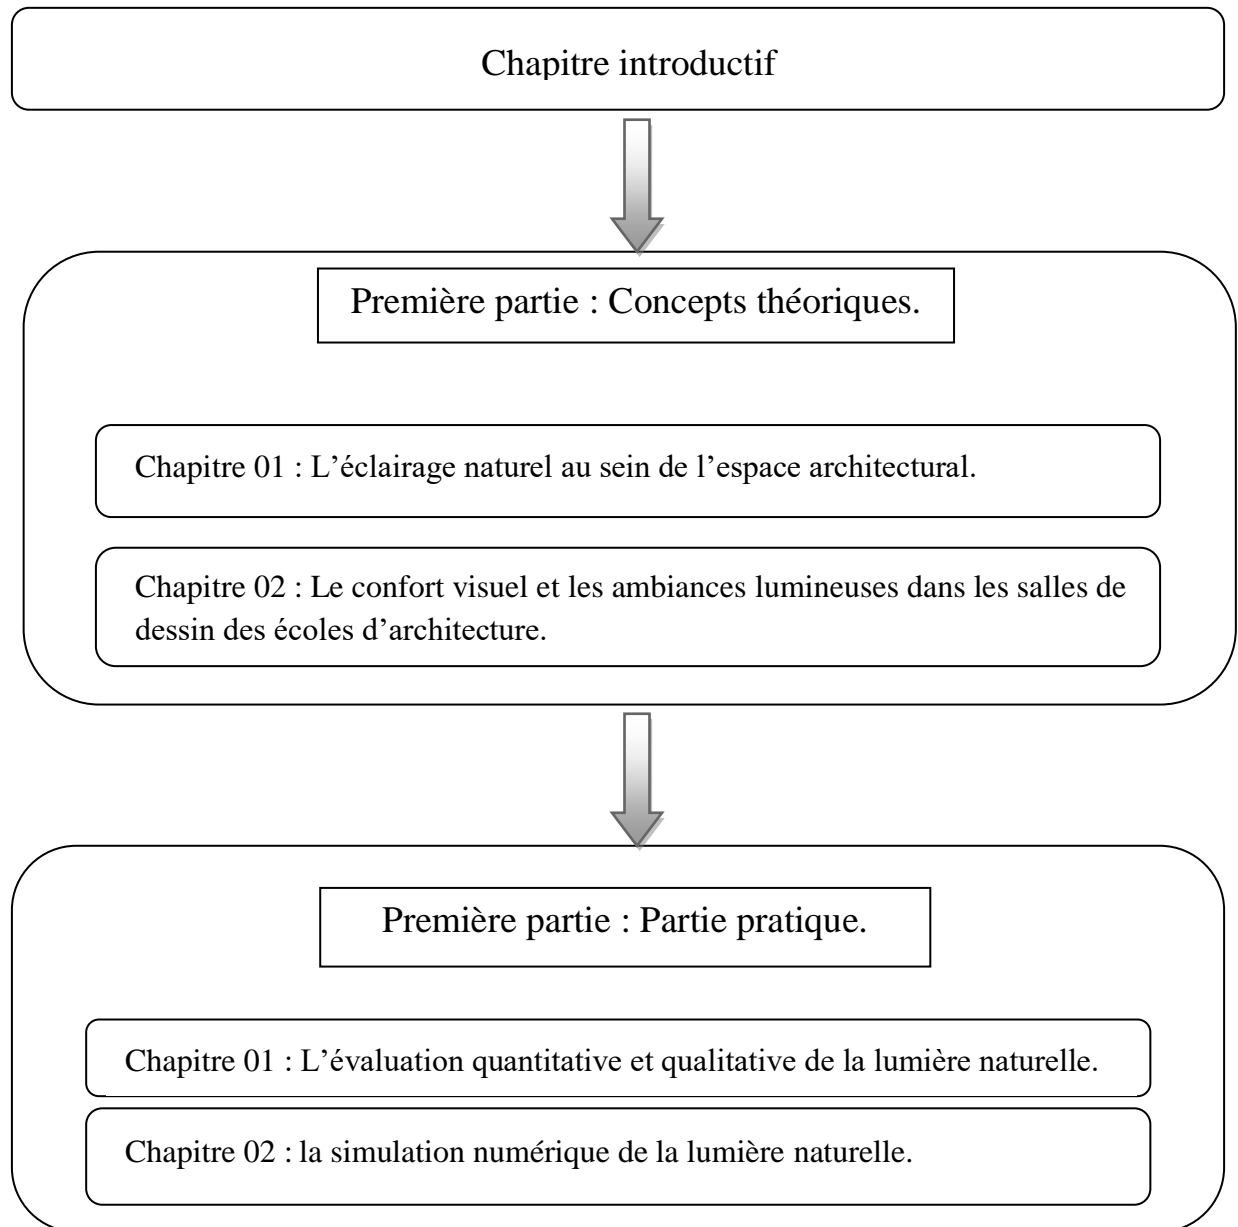 Chapitre introductif
Première partie : Concepts théoriques.
Chapitre 01 : L’éclairage naturel au sein de l’espace architectural.
Chapitre 02 : Le confort visuel et les ambiances lumineuses dans les salles de
dessin des écoles d’architecture.
Première partie : Partie pratique.
Chapitre 01 : L’évaluation quantitative et qualitative de la lumière naturelle.
Chapitre 02 : la simulation numérique de la lumière naturelle.